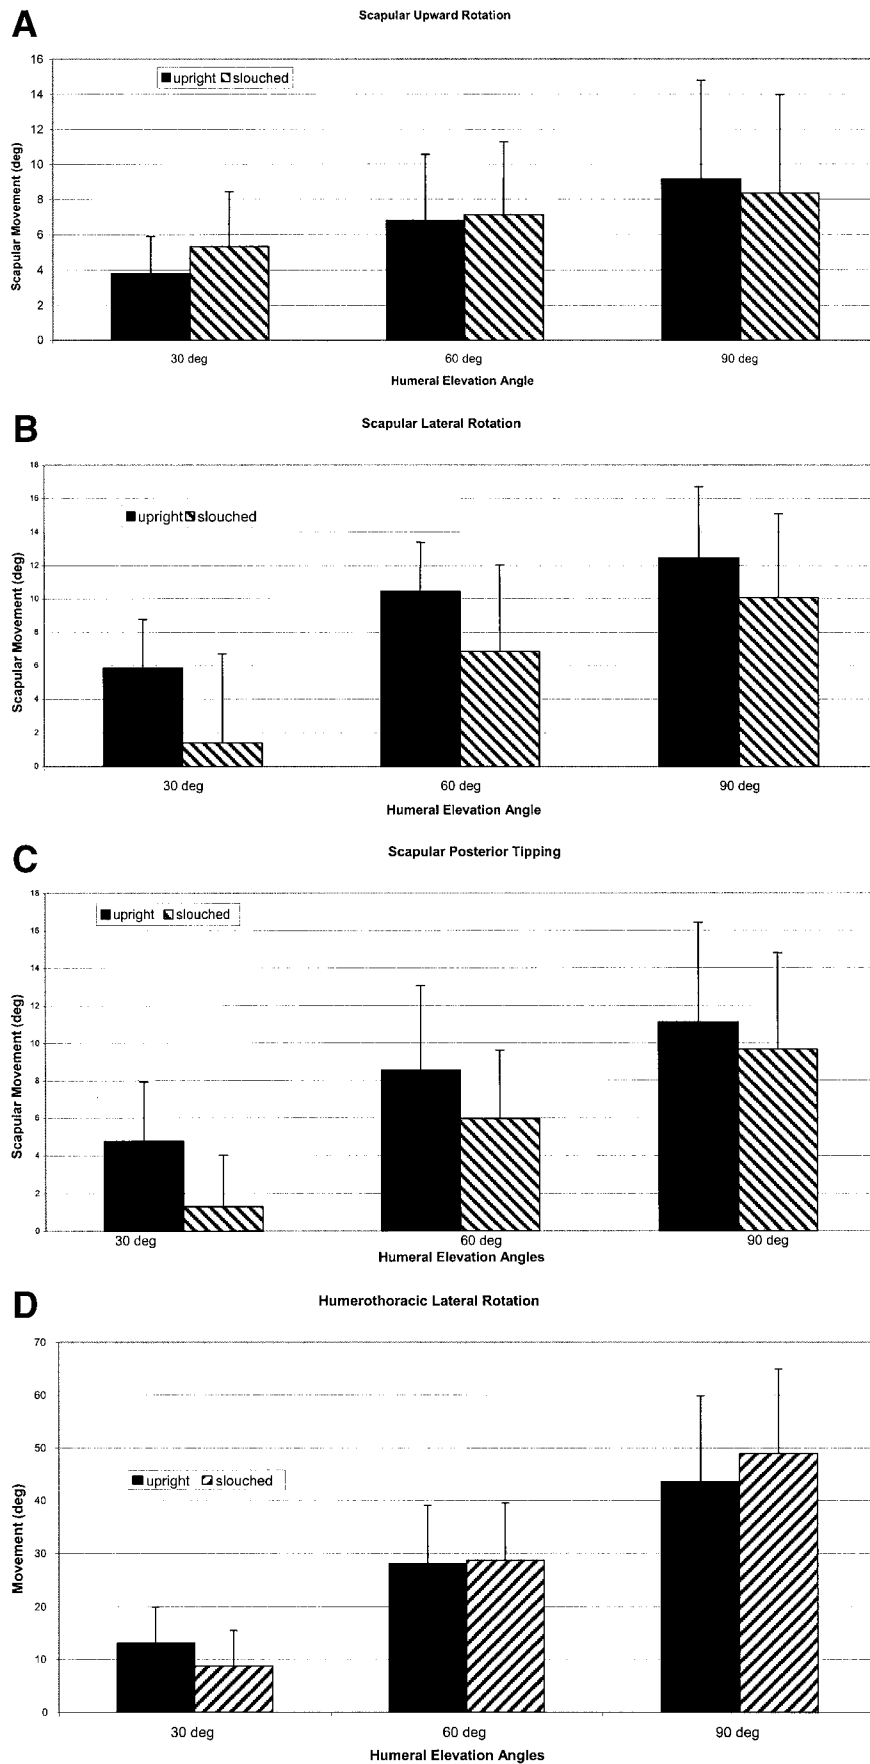 A
Scapular Upward Rotation
16
14
12
10
8
6
4
2
0
Scapular Movement (deg)
upright slouched
30 deg 60 deg 90 deg
Humeral Elevation Angle
B
Scapular Lateral Rotation
18
16
14
12
10
8
6
4
2
0
Scapular Movement (deg)
upright slouched
30 deg 60 deg 90 deg
Humeral Elevation Angle
C
Scapular Posterior Tipping
18
16
14
12
10
8
6
4
2
0
Scapular Movement (deg)
upright slouched
30 deg 60 deg 90 deg
Humeral Elevation Angles
D
Humerothoracic Lateral Rotation
70
60
50
40
30
20
10
0
Movement (deg)
upright slouched
30 deg 60 deg 90 deg
Humeral Elevation Angles